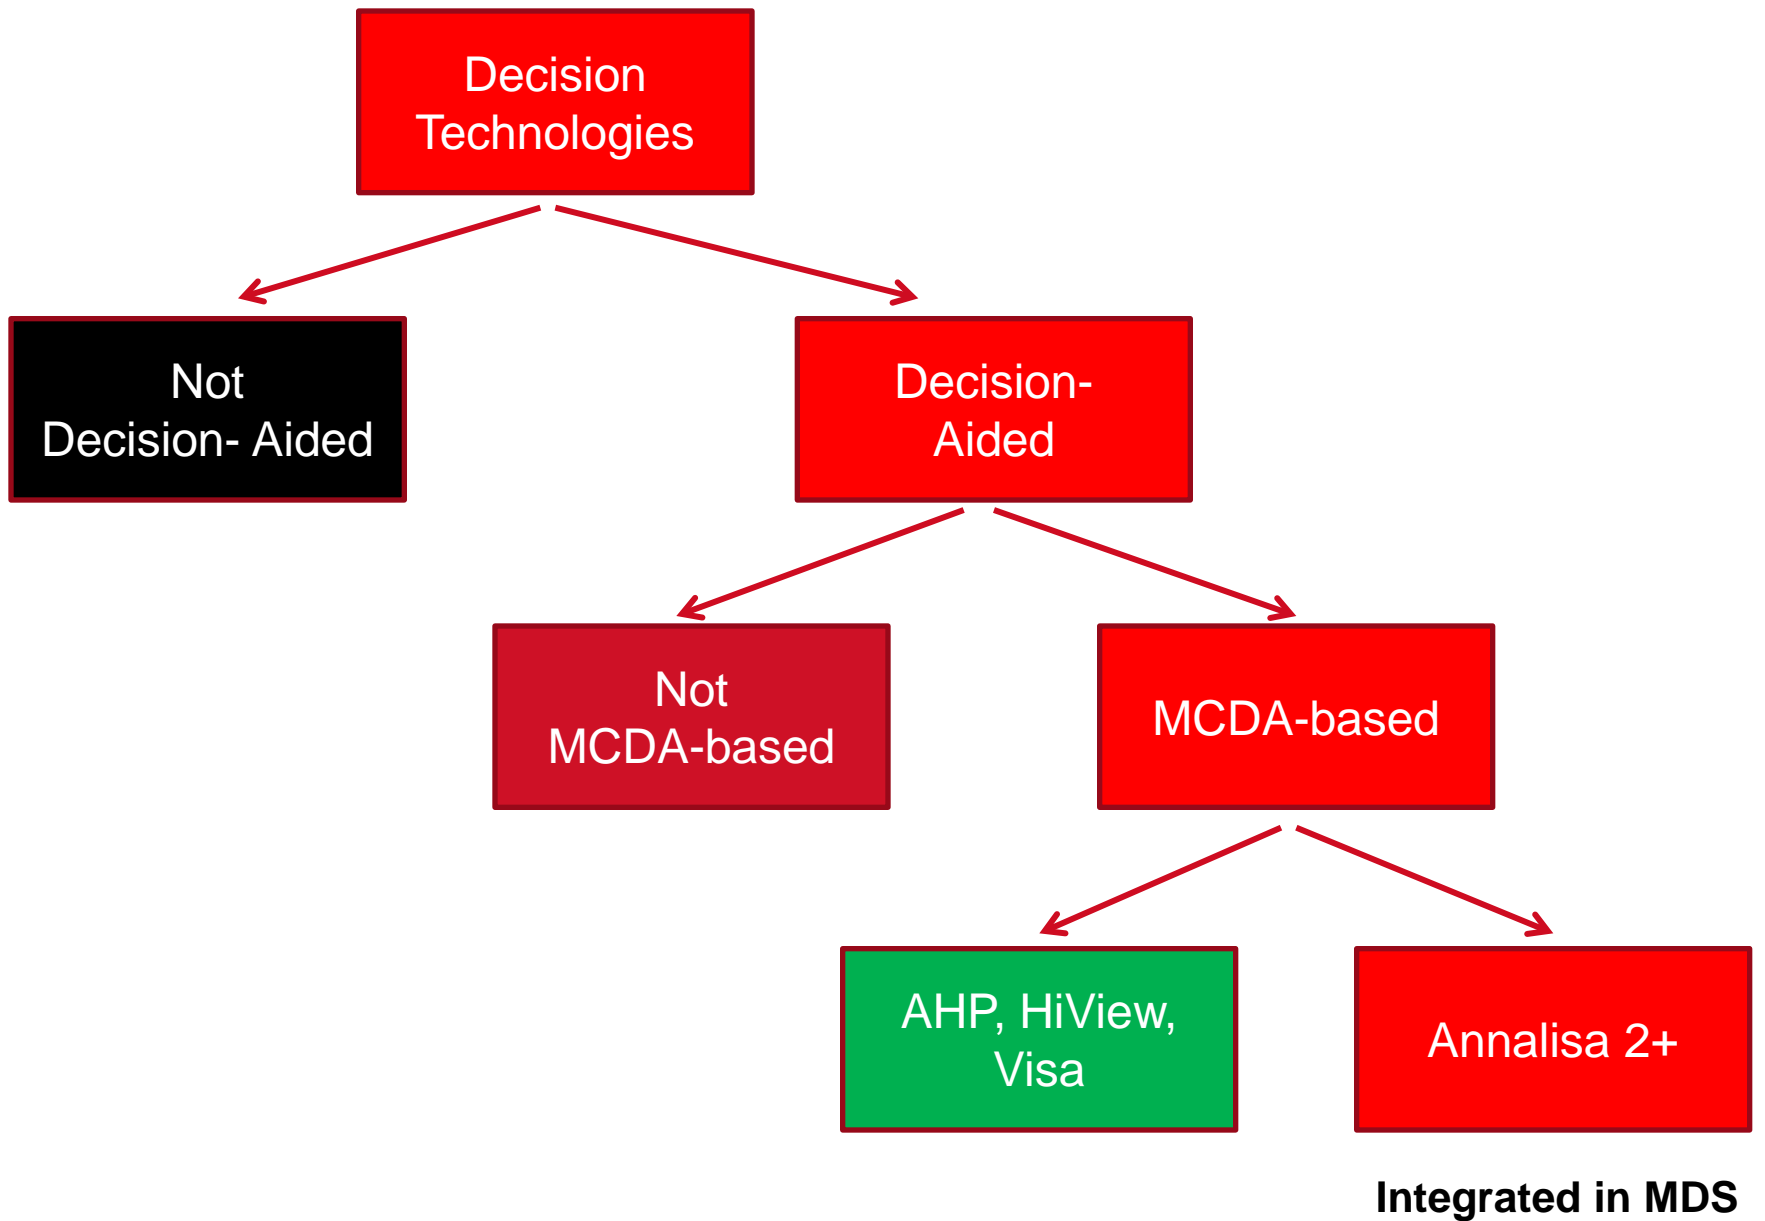 Decision
Technologies
Not
Decision- Aided
Decision-
Aided
Not
MCDA-based
MCDA-based
AHP, HiView,
Visa
Annalisa 2+
Integrated in MDS